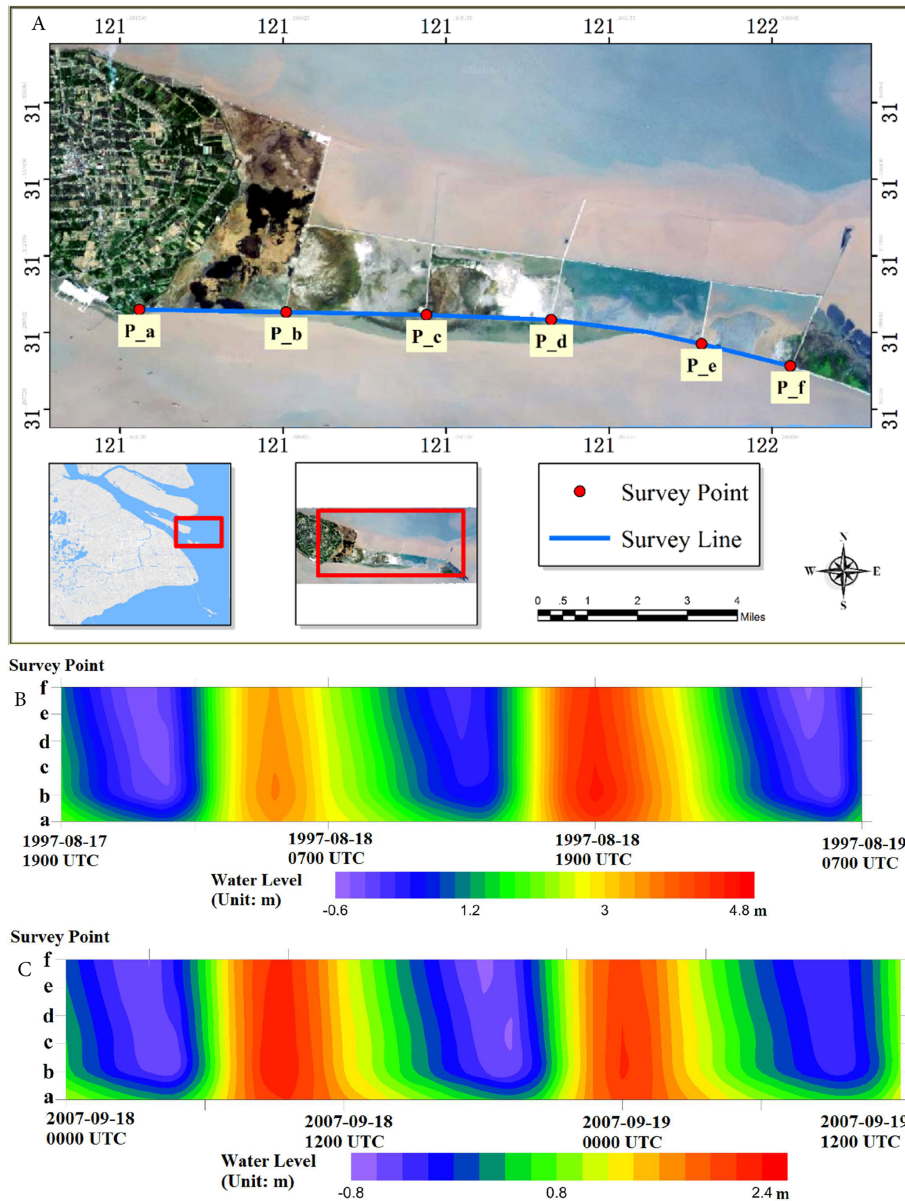 A
121 121 121 121 122
31
31
31
31
31
31
31
31
31
31
P_a
P_b
P_c
P_d
P_e
P_f
121 121 121 121 122
Survey Point
Survey Line
N
W E
S
0 .5 1 2 3 4
Miles
Survey Point
B
f
e
d
c
b
a
1997-08-17 1997-08-18 1997-08-18 1997-08-19
1900 UTC 0700 UTC 1900 UTC 0700 UTC
Water Level
(Unit: m)
-0.6 1.2 3 4.8 m
Survey Point
C
f
e
d
c
b
a
2007-09-18 2007-09-18 2007-09-19 2007-09-19
0000 UTC 1200 UTC 0000 UTC 1200 UTC
Water Level
(Unit: m)
-0.8 0.8 2.4 m